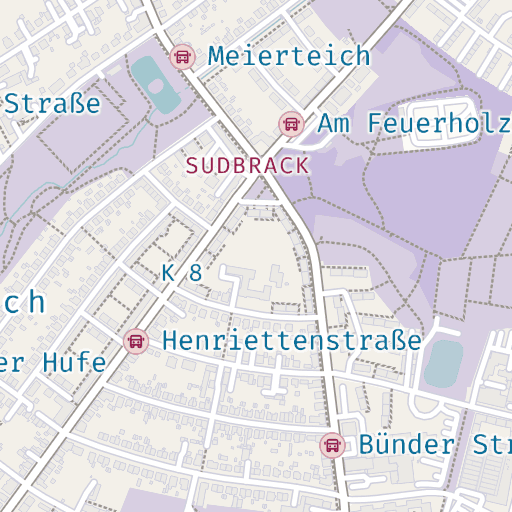 Meierteich
Straße
Am Feuerholz
SUDBRACK
K 8
ch
Henriettenstraße
er Hufe
Bünder Str